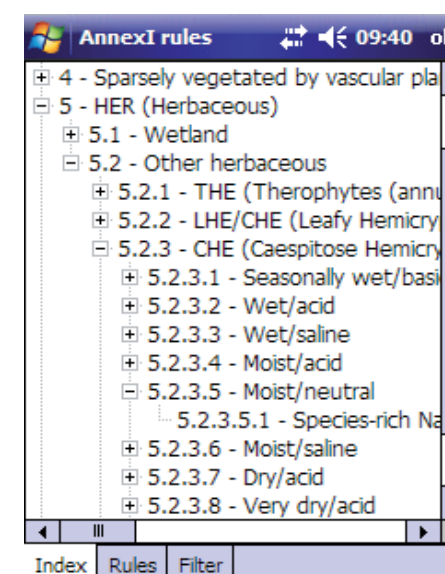 AnnexI rules 09:40 ol
4 - Sparsely vegetated by vascular pla
5 - HER (Herbaceous)
5.1 - Wetland
5.2 - Other herbaceous
5.2.1 - THE (Therophytes (annu
5.2.2 - LHE/CHE (Leafy Hemicry
5.2.3 - CHE (Caespitose Hemicry
5.2.3.1 - Seasonally wet/basi
5.2.3.2 - Wet/acid
5.2.3.3 - Wet/saline
5.2.3.4 - Moist/acid
5.2.3.5 - Moist/neutral
5.2.3.5.1 - Species-rich Na
5.2.3.6 - Moist/saline
5.2.3.7 - Dry/acid
5.2.3.8 - Very dry/acid
Index Rules Filter